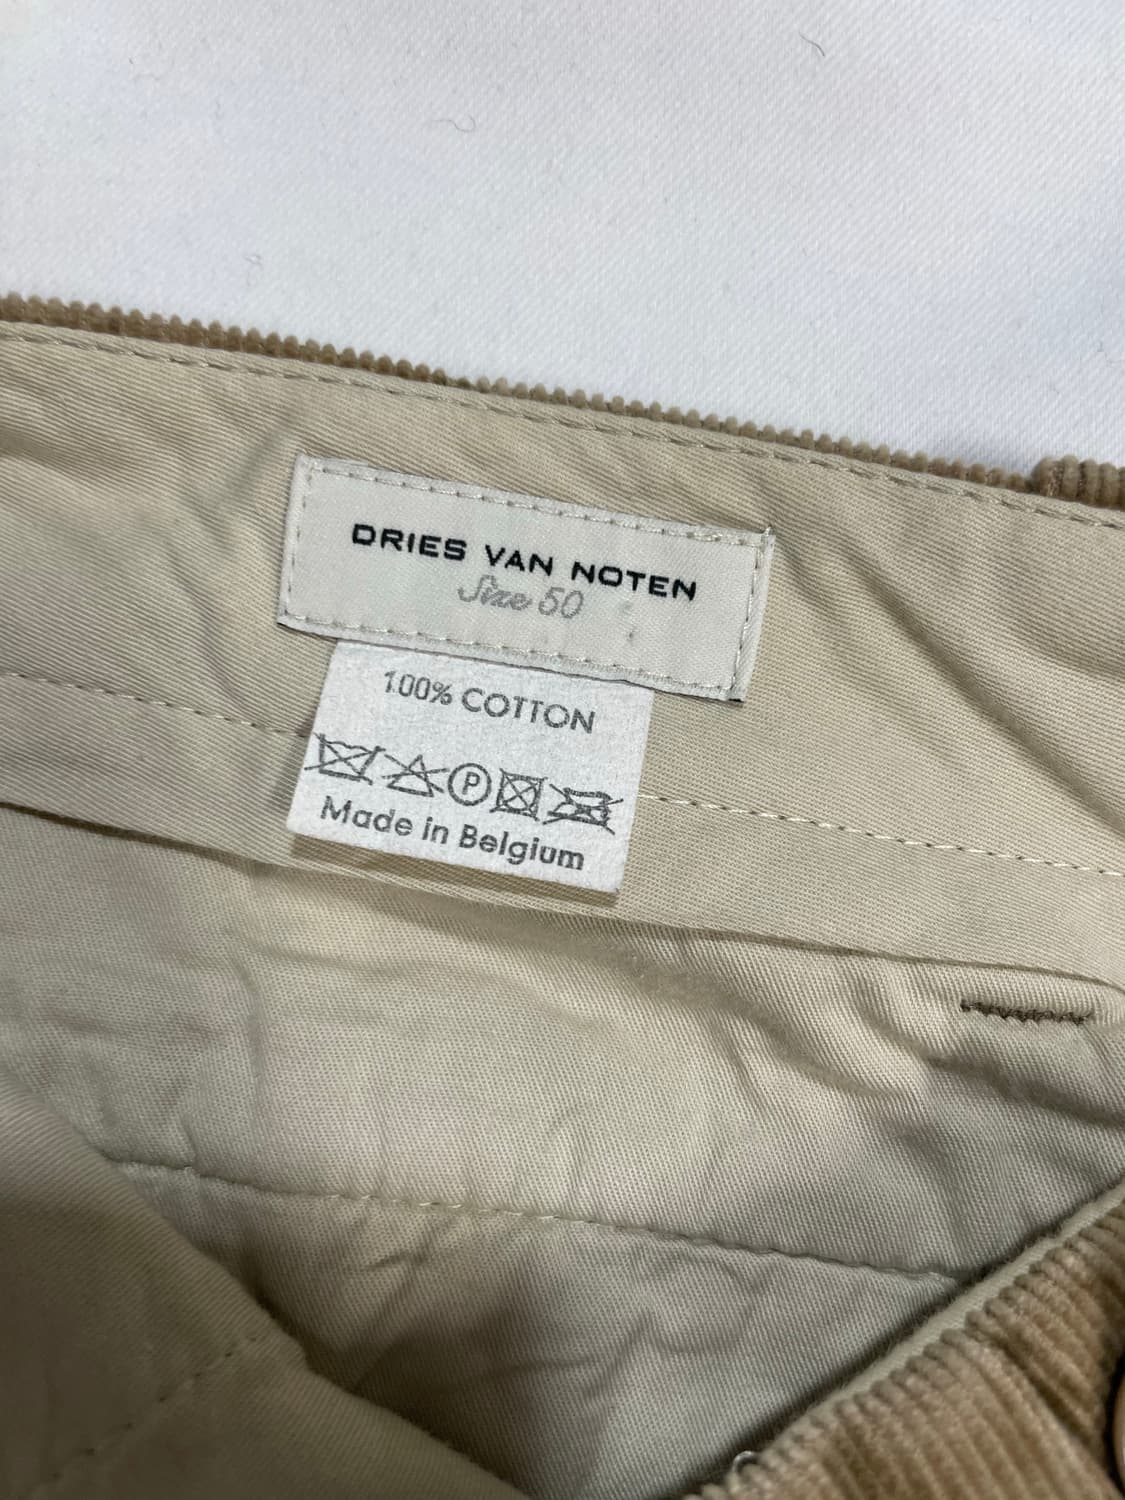 DRIES VAN NOTEN
Size 50
100% COTTON
P
Made in Belgium